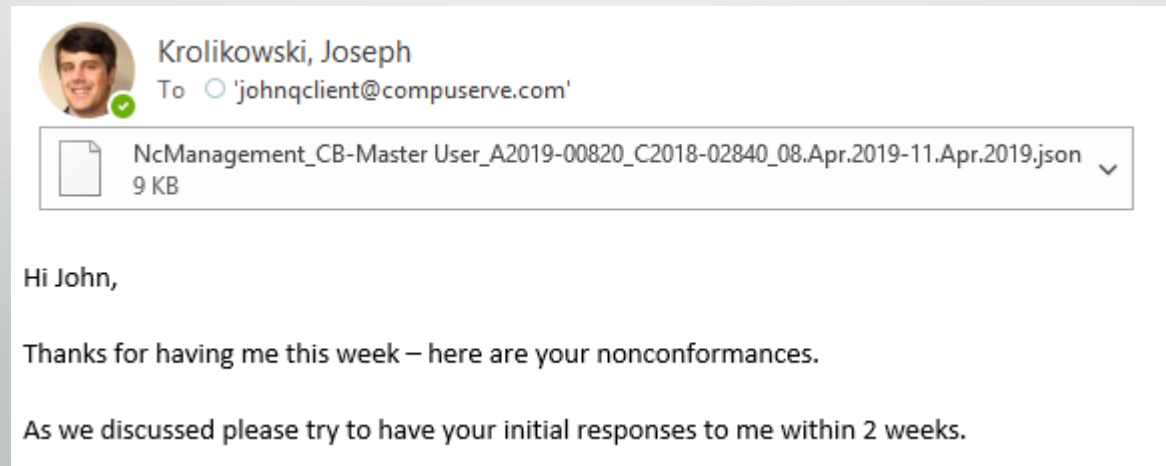 Krolikowski, Joseph
To 'johnqclient@compuserve.com'
NcManagement_CB-Master User_A2019-00820_C2018-02840_08.Apr.2019-11.Apr.2019.json
9 KB
Hi John,
Thanks for having me this week – here are your nonconformances.
As we discussed please try to have your initial responses to me within 2 weeks.